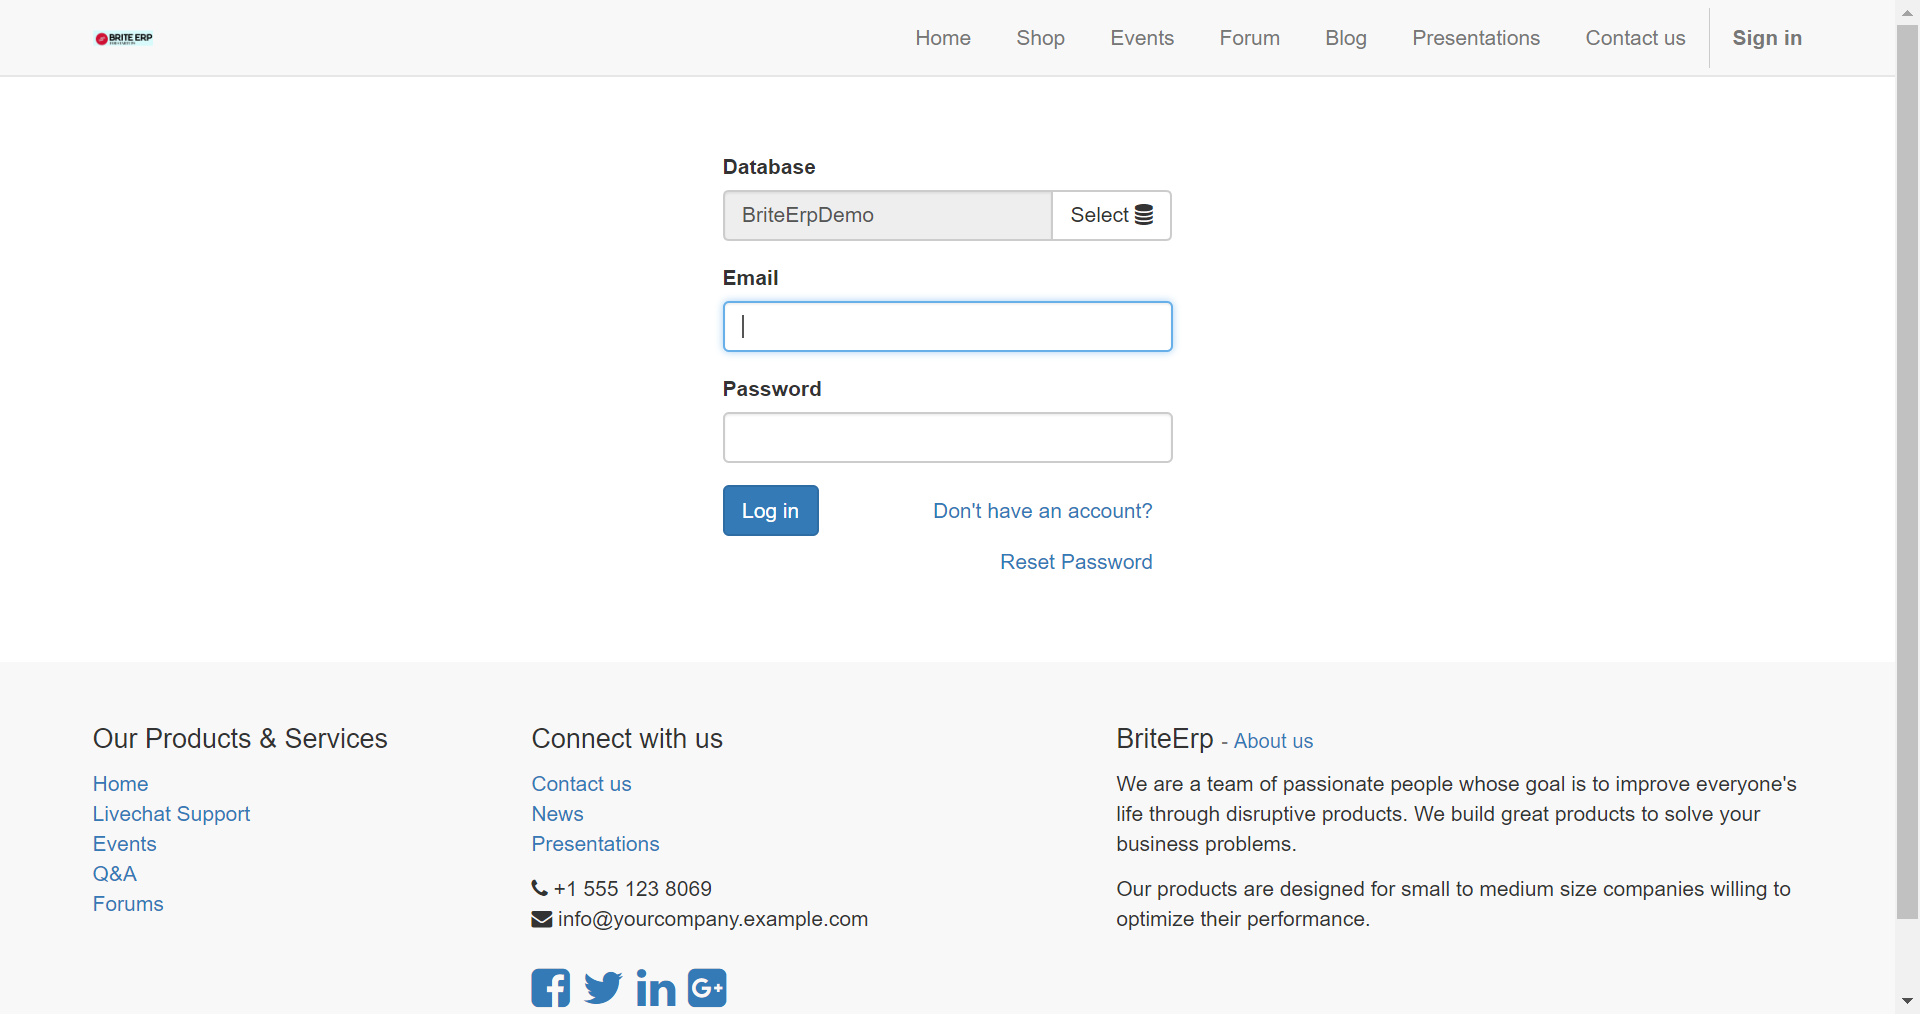 BRITE ERP
Home Shop Events Forum Blog Presentations Contact us Sign in
Database
BriteErpDemo Select
Email
Password
Log in Don't have an account?
Reset Password
Our Products & Services
Home
Livechat Support
Events
Q&A
Forums
Connect with us
Contact us
News
Presentations
+1 555 123 8069
info@yourcompany.example.com
BriteErp - About us
We are a team of passionate people whose goal is to improve everyone's
life through disruptive products. We build great products to solve your
business problems.
Our products are designed for small to medium size companies willing to
optimize their performance.